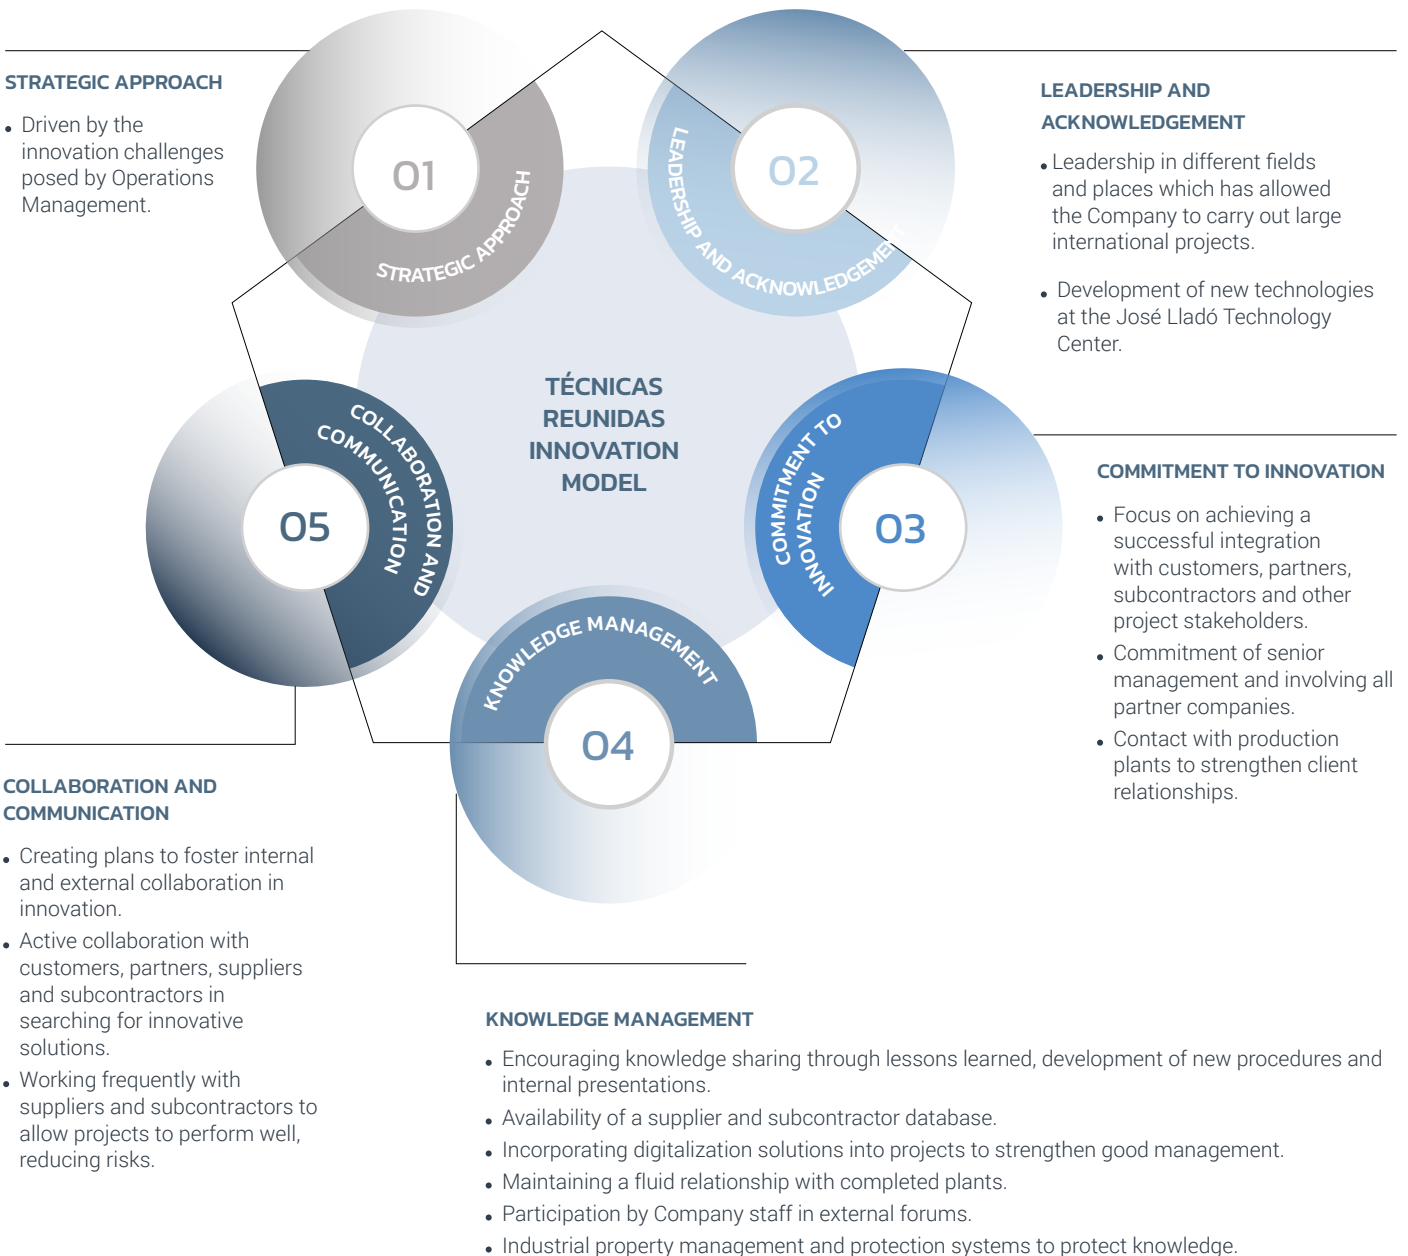 STRATEGIC APPROACH
• Driven by the
innovation challenges
posed by Operations
Management.
01
STRATEGIC APPROACH
02
LEADERSHIP AND ACKNOWLEDGEMENT
LEADERSHIP AND
ACKNOWLEDGEMENT
• Leadership in different fields
and places which has allowed
the Company to carry out large
international projects.
• Development of new technologies
at the José Lladó Technology
Center.
TÉCNICAS
REUNIDAS
INNOVATION
MODEL
03
COMMITMENT TO
INNOVATION
COMMITMENT TO INNOVATION
• Focus on achieving a
successful integration
with customers, partners,
subcontractors and other
project stakeholders.
• Commitment of senior
management and involving all
partner companies.
• Contact with production
plants to strengthen client
relationships.
04
KNOWLEDGE MANAGEMENT
05
COLLABORATION AND
COMMUNICATION
COLLABORATION AND
COMMUNICATION
• Creating plans to foster internal
and external collaboration in
innovation.
• Active collaboration with
customers, partners, suppliers
and subcontractors in
searching for innovative
solutions.
• Working frequently with
suppliers and subcontractors to
allow projects to perform well,
reducing risks.
KNOWLEDGE MANAGEMENT
• Encouraging knowledge sharing through lessons learned, development of new procedures and
internal presentations.
• Availability of a supplier and subcontractor database.
• Incorporating digitalization solutions into projects to strengthen good management.
• Maintaining a fluid relationship with completed plants.
• Participation by Company staff in external forums.
• Industrial property management and protection systems to protect knowledge.